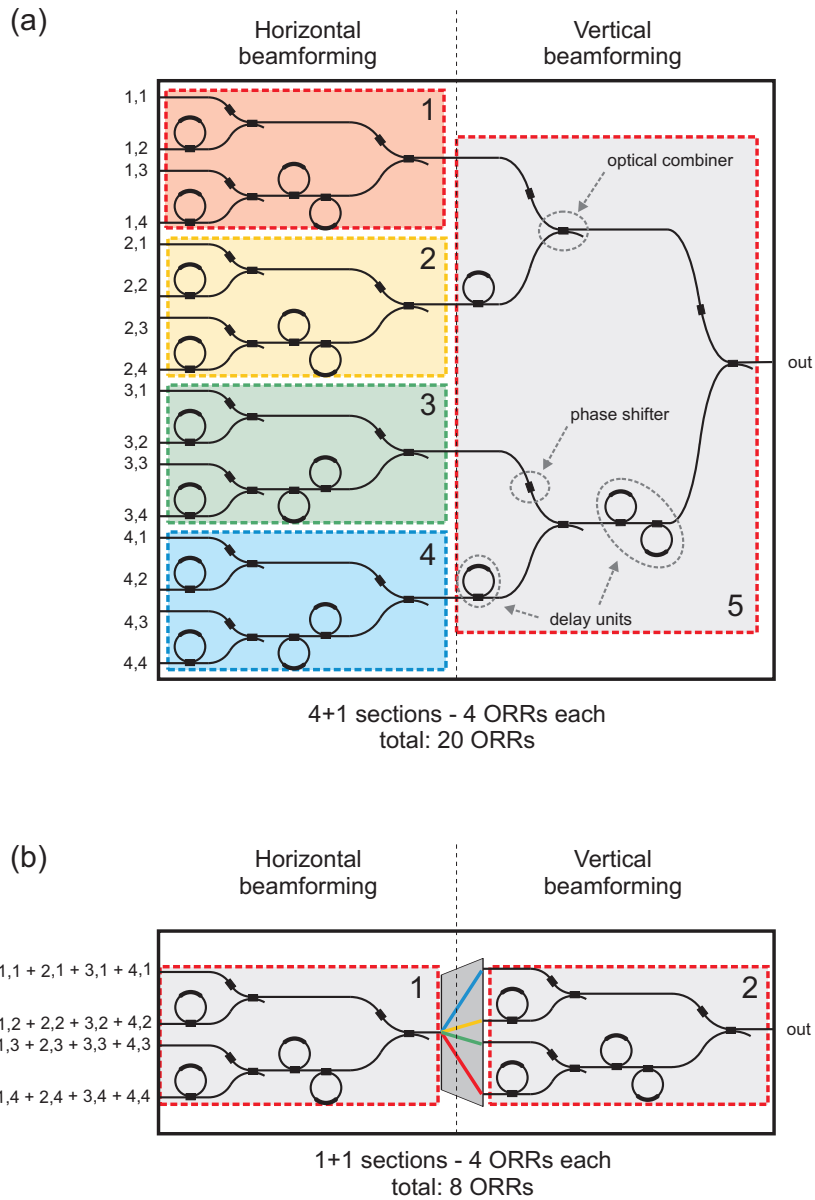 (a)
Horizontal
beamforming
Vertical
beamforming
1,1
1,2
1,3
1,4
1
2,1
2,2
2,3
2,4
2
3,1
3,2
3,3
3,4
3
4,1
4,2
4,3
4,4
4
optical combiner
phase shifter
delay units
5
out
4+1 sections - 4 ORRs each
total: 20 ORRs
(b)
Horizontal
beamforming
Vertical
beamforming
1,1 + 2,1 + 3,1 + 4,1
1,2 + 2,2 + 3,2 + 4,2
1,3 + 2,3 + 3,3 + 4,3
1,4 + 2,4 + 3,4 + 4,4
1
2
out
1+1 sections - 4 ORRs each
total: 8 ORRs